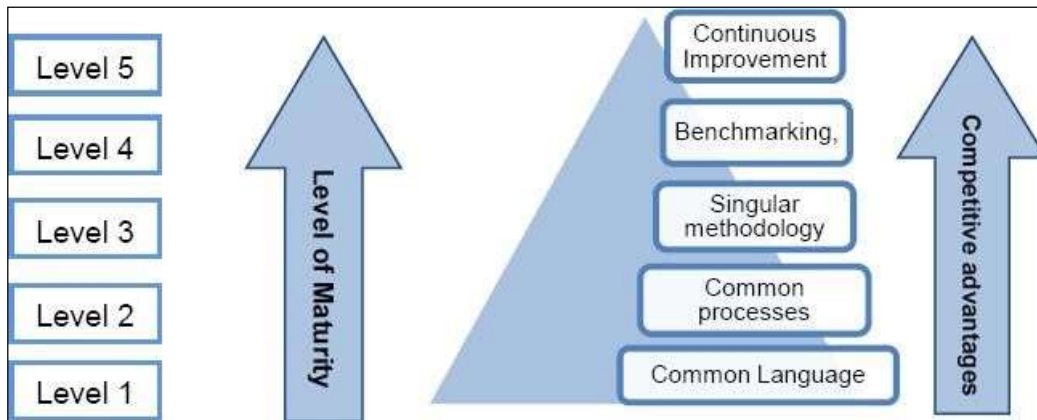 Level 5
Level 4
Level 3
Level 2
Level 1
Level of Maturity
Continuous
Improvement
Benchmarking,
Singular
methodology
Common
processes
Common Language
Competitive advantages